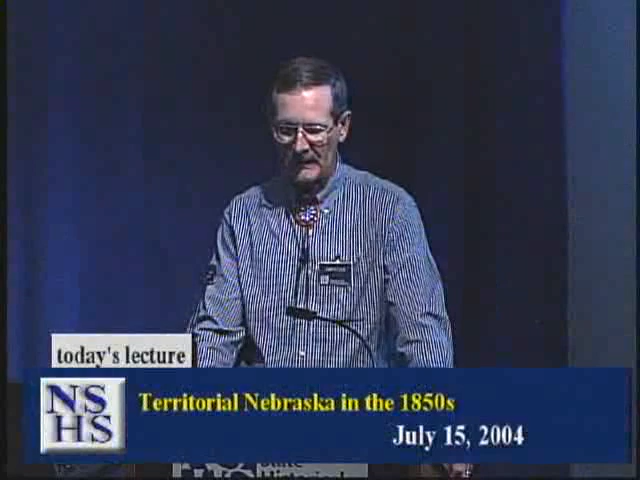 today's lecture
NS
HS
Territorial Nebraska in the 1850s
July 15, 2004